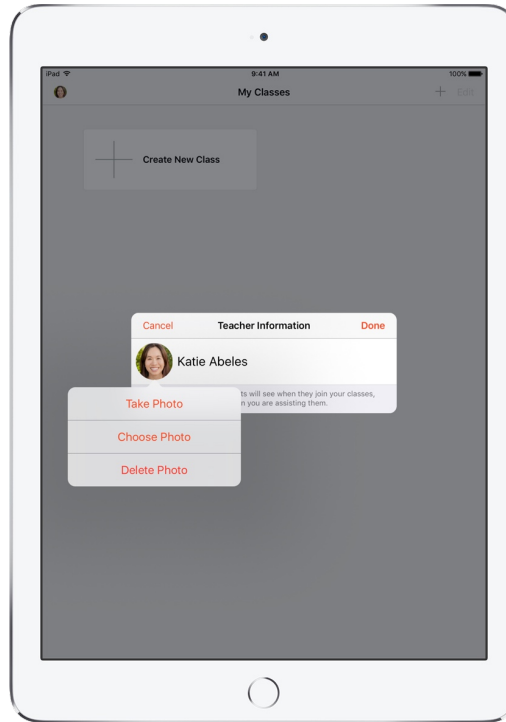 iPad 9:41 AM 100%
My Classes Edit
Create New Class
Cancel Teacher Information Done
Katie Abeles
ts will see when they join your classes,
n you are assisting them.
Take Photo
Choose Photo
Delete Photo